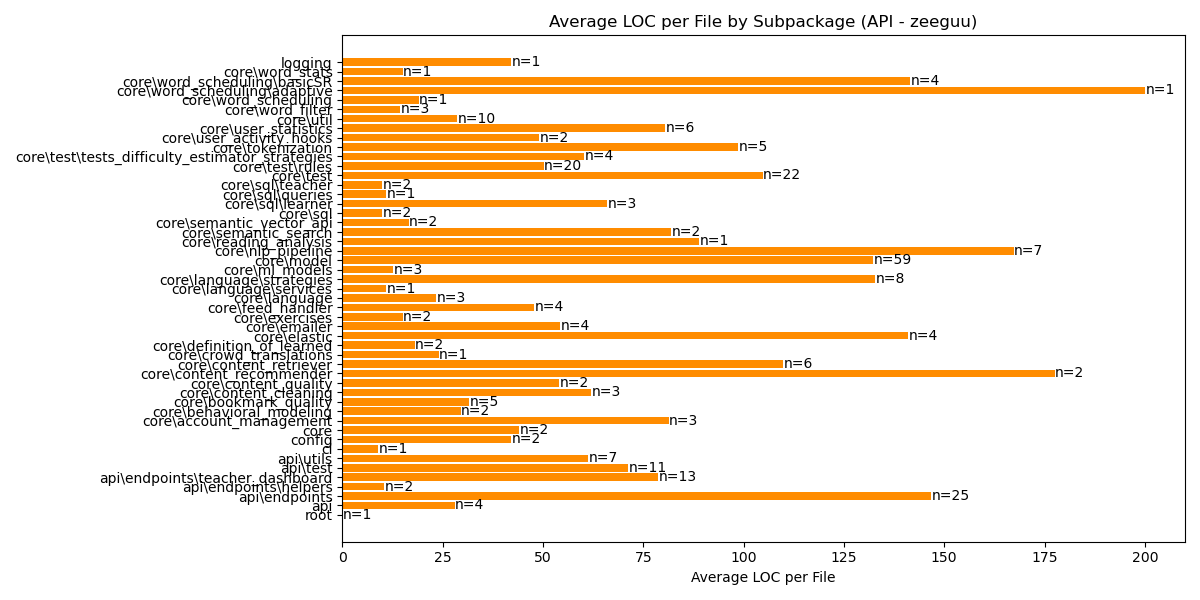 Average LOC per File by Subpackage (API - zeeguu)
logging n=1
core\word_stats n=1
core\word_scheduling\basicSR n=4
core\word_scheduling\adaptive n=1
core\word_scheduling n=1
core\word_filter n=3
core\util n=10
core\user_statistics n=6
core\user_activity_hooks n=2
core\tokenization n=5
core\test\tests_difficulty_estimator_strategies n=4
core\test\rules n=20
core\test n=22
core\sql\teacher n=2
core\sql\queries n=1
core\sql\learner n=3
core\sql n=2
core\semantic_vector_api n=2
core\semantic_search n=2
core\reading_analysis n=1
core\nlp_pipeline n=7
core\model n=59
core\ml_models n=3
core\language\strategies n=8
core\language\services n=1
core\language n=3
core\feed_handler n=4
core\exercises n=2
core\emailer n=4
core\elastic n=4
core\definition_of_learned n=2
core\crowd_translations n=1
core\content_retriever n=6
core\content_recommender n=2
core\content_quality n=2
core\content_cleaning n=3
core\bookmark_quality n=5
core\behavioral_modeling n=2
core\account_management n=3
core n=2
config n=2
cl n=1
api\utils n=7
api\test n=11
api\endpoints\teacher_dashboard n=13
api\endpoints\helpers n=2
api\endpoints n=25
api n=4
root n=1
0 25 50 75 100 125 150 175 200
Average LOC per File